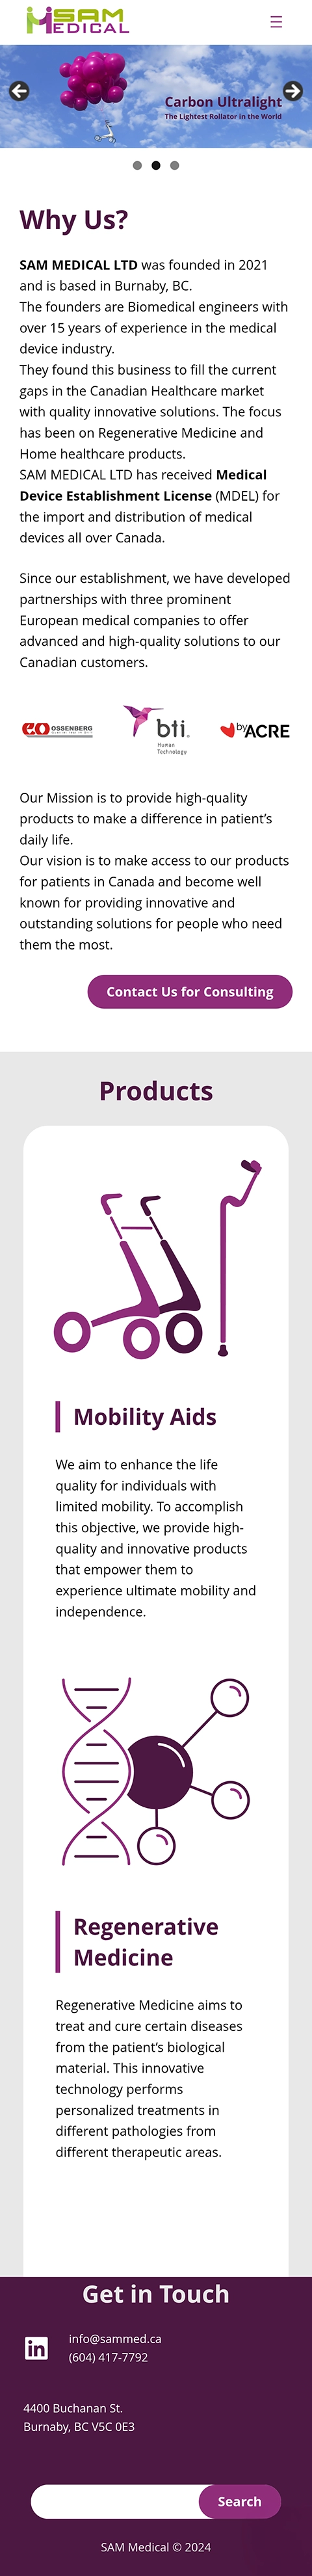 SAM
MEDICAL
Carbon Ultralight
The Lightest Rollator in the World
Why Us?
SAM MEDICAL LTD was founded in 2021
and is based in Burnaby, BC.
The founders are Biomedical engineers with
over 15 years of experience in the medical
device industry.
They found this business to fill the current
gaps in the Canadian Healthcare market
with quality innovative solutions. The focus
has been on Regenerative Medicine and
Home healthcare products.
SAM MEDICAL LTD has received Medical
Device Establishment License (MDEL) for
the import and distribution of medical
devices all over Canada.
Since our establishment, we have developed
partnerships with three prominent
European medical companies to offer
advanced and high-quality solutions to our
Canadian customers.
OSSENBERG
bti.
Human
Technology
byACRE
Our Mission is to provide high-quality
products to make a difference in patient's
daily life.
Our vision is to make access to our products
for patients in Canada and become well
known for providing innovative and
outstanding solutions for people who need
them the most.
Contact Us for Consulting
Products
Mobility Aids
We aim to enhance the life
quality for individuals with
limited mobility. To accomplish
this objective, we provide high-
quality and innovative products
that empower them to
experience ultimate mobility and
independence.
Regenerative
Medicine
Regenerative Medicine aims to
treat and cure certain diseases
from the patient's biological
material. This innovative
technology performs
personalized treatments in
different pathologies from
different therapeutic areas.
Get in Touch
in
info@sammed.ca
(604) 417-7792
4400 Buchanan St.
Burnaby, BC V5C 0E3
Search
SAM Medical © 2024